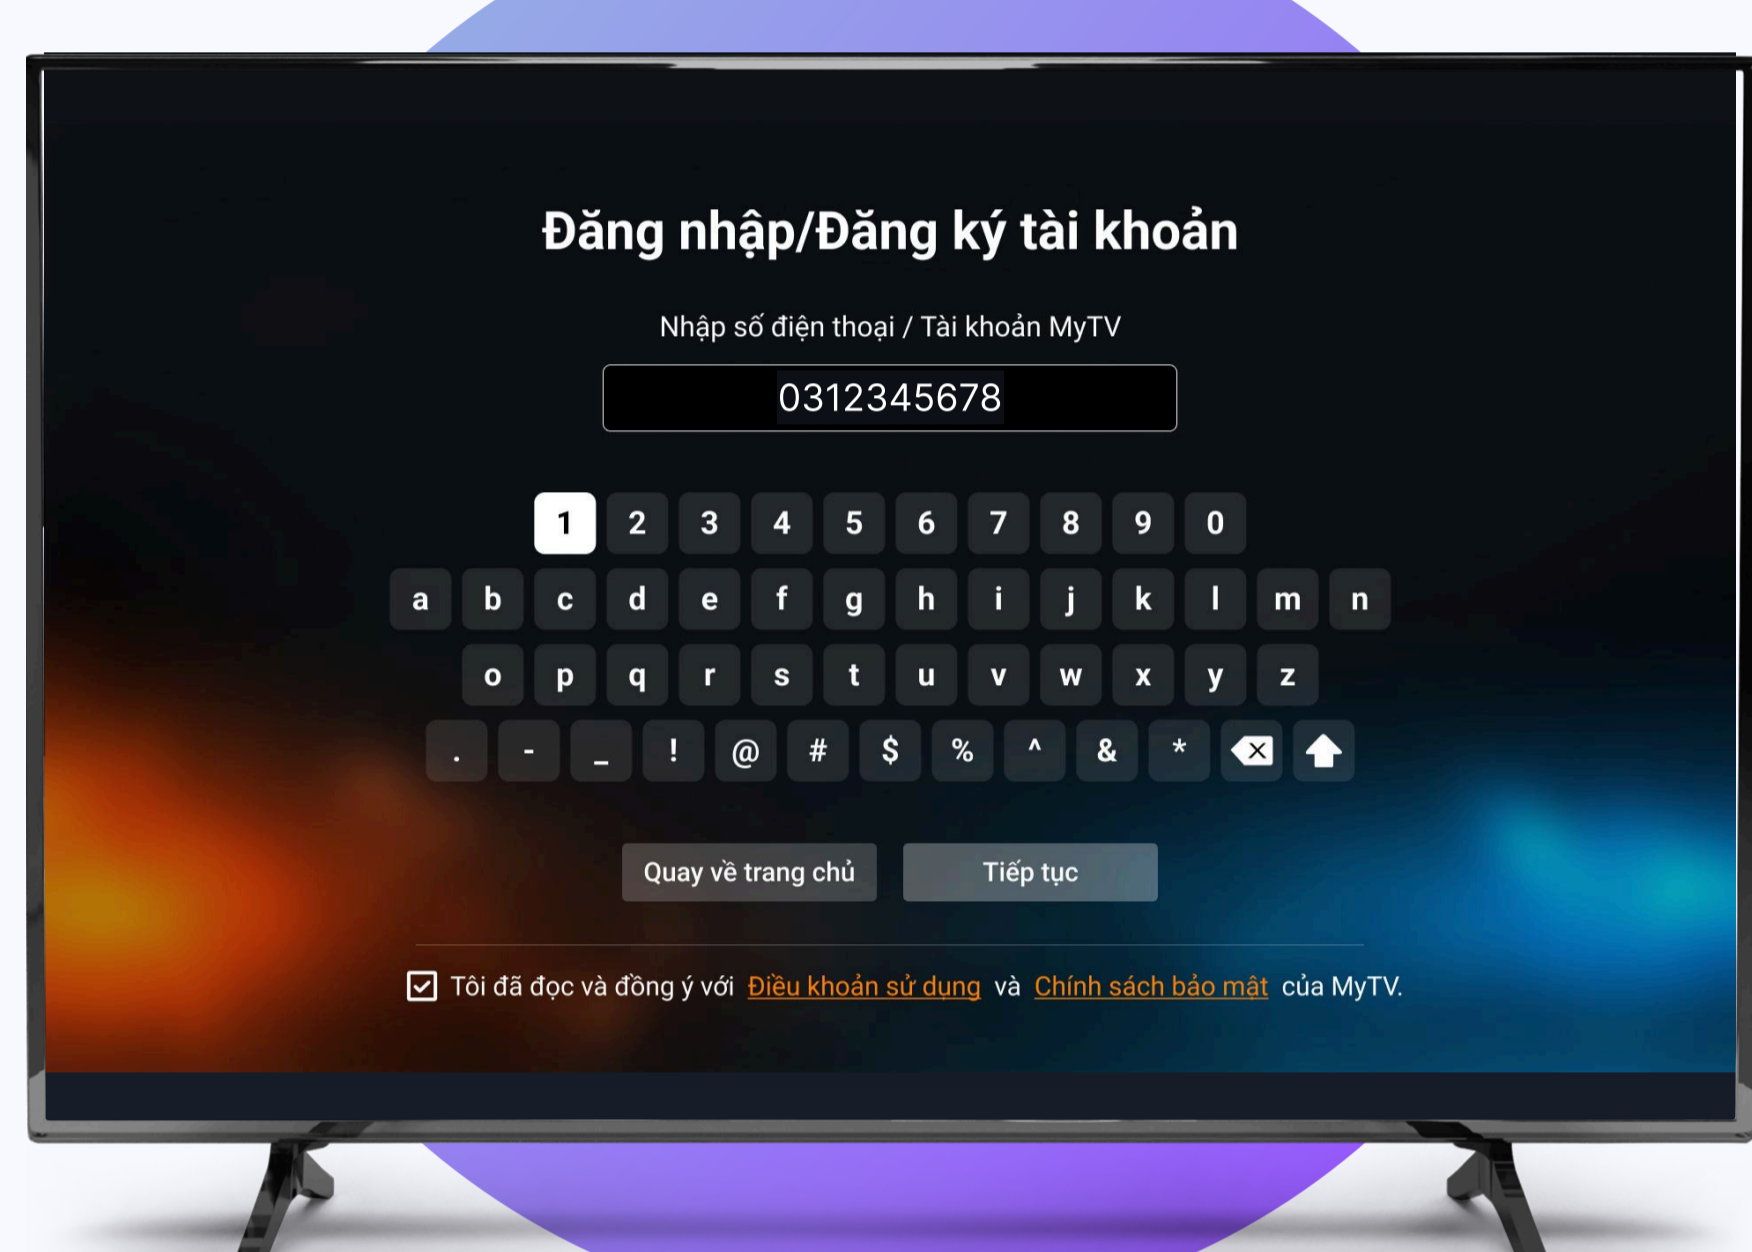 Đăng nhập/Đăng ký tài khoản
Nhập số điện thoại / Tài khoản MyTV
0312345678
1 2 3 4 5 6 7 8 9 0
a b c d e f g h i j k l m n
o p q r s t u v w x y z
. - _ ! @ # $ % ^ & *
Quay về trang chủ Tiếp tục
Tôi đã đọc và đồng ý với Điều khoản sử dụng và Chính sách bảo mật của MyTV.